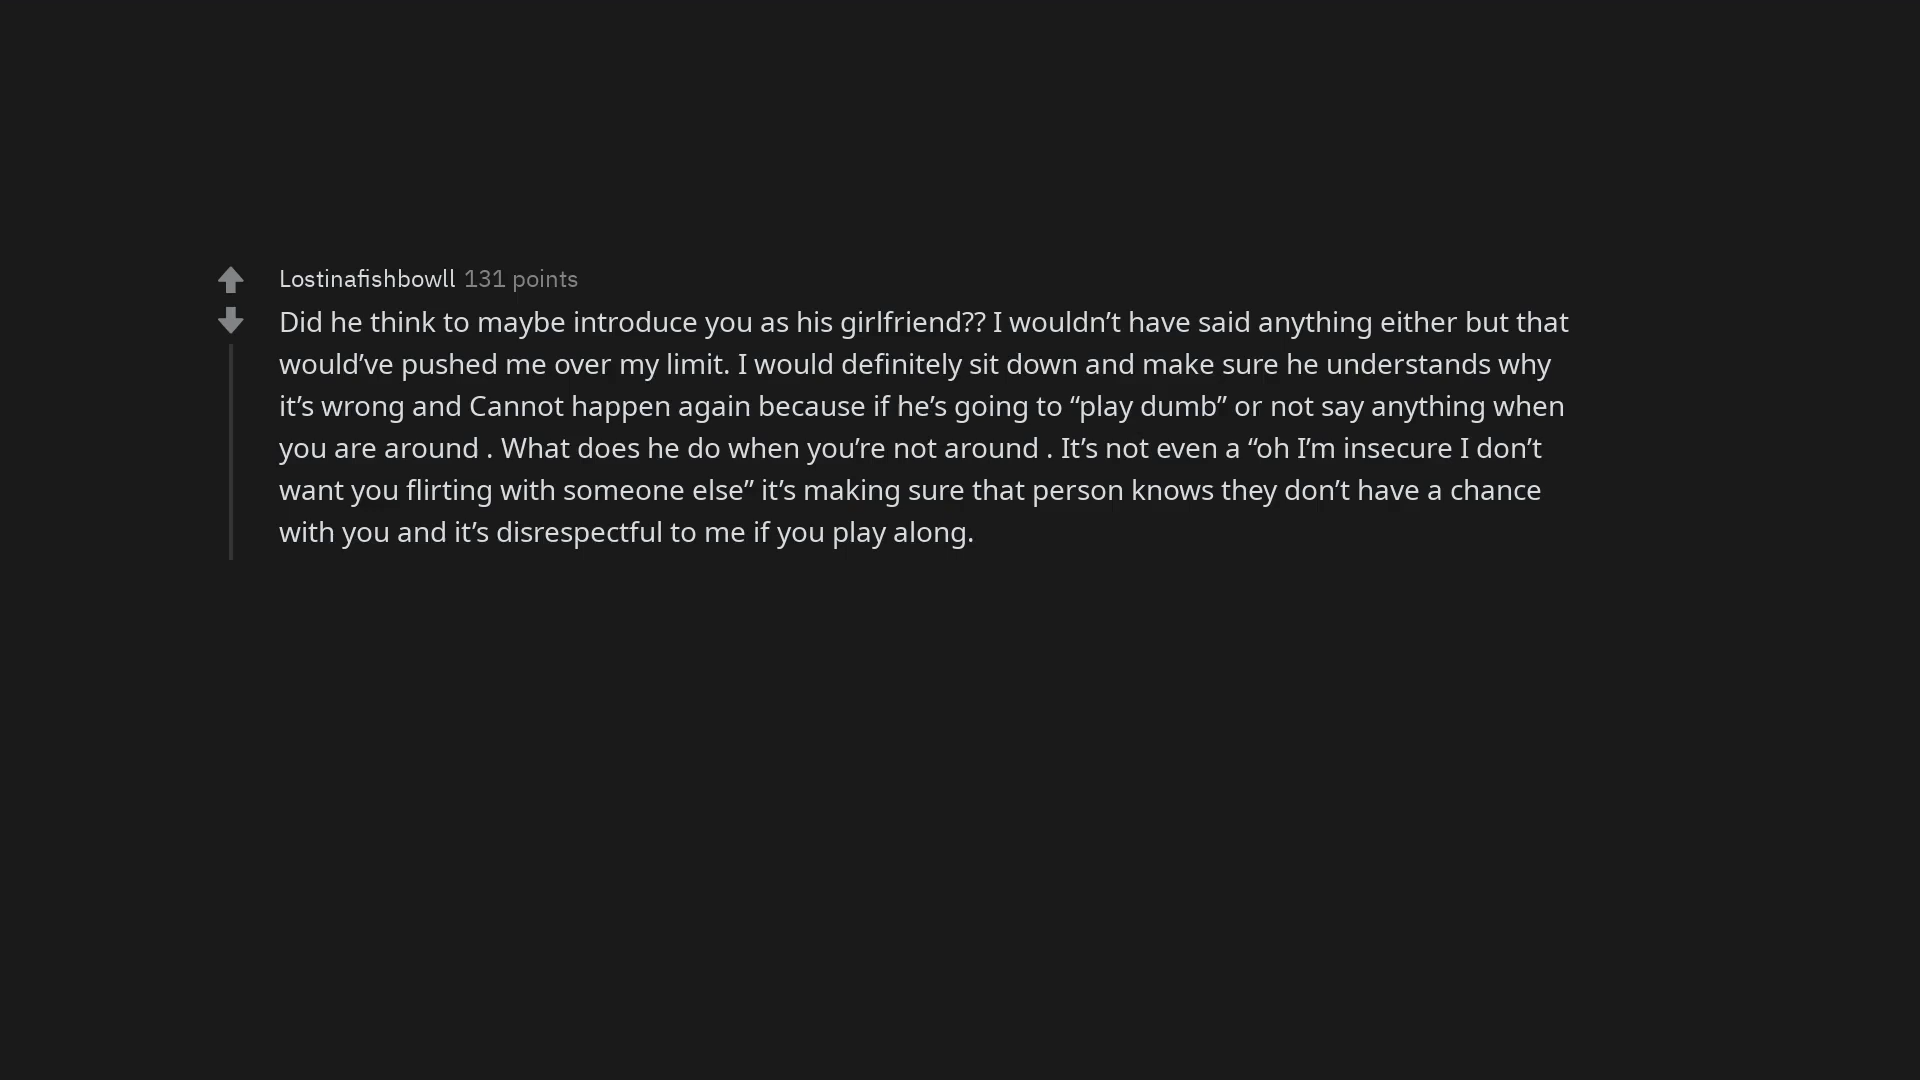 Lostinafishbowll 131 points
Did he think to maybe introduce you as his girlfriend?? I wouldn’t have said anything either but that
would’ve pushed me over my limit. I would definitely sit down and make sure he understands why
it’s wrong and Cannot happen again because if he’s going to “play dumb” or not say anything when
you are around . What does he do when you’re not around . It’s not even a “oh I’m insecure I don’t
want you flirting with someone else” it’s making sure that person knows they don’t have a chance
with you and it’s disrespectful to me if you play along.